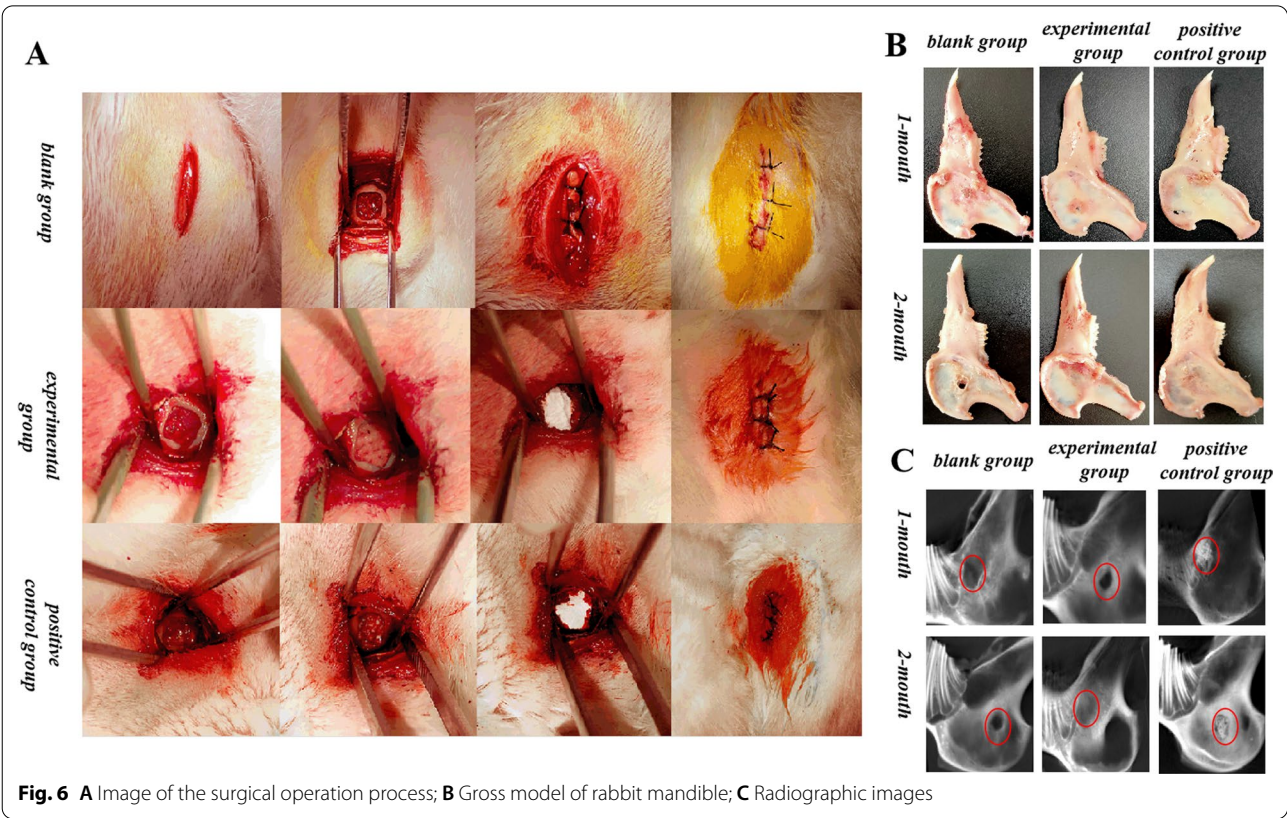 A
blank group
experimental
group
positive
control group
B
blank group
experimental
group
positive
control group
1-mouth
2-mouth
C
blank group
experimental
group
positive
control group
1-mouth
2-mouth
Fig. 6 A Image of the surgical operation process; B Gross model of rabbit mandible; C Radiographic images